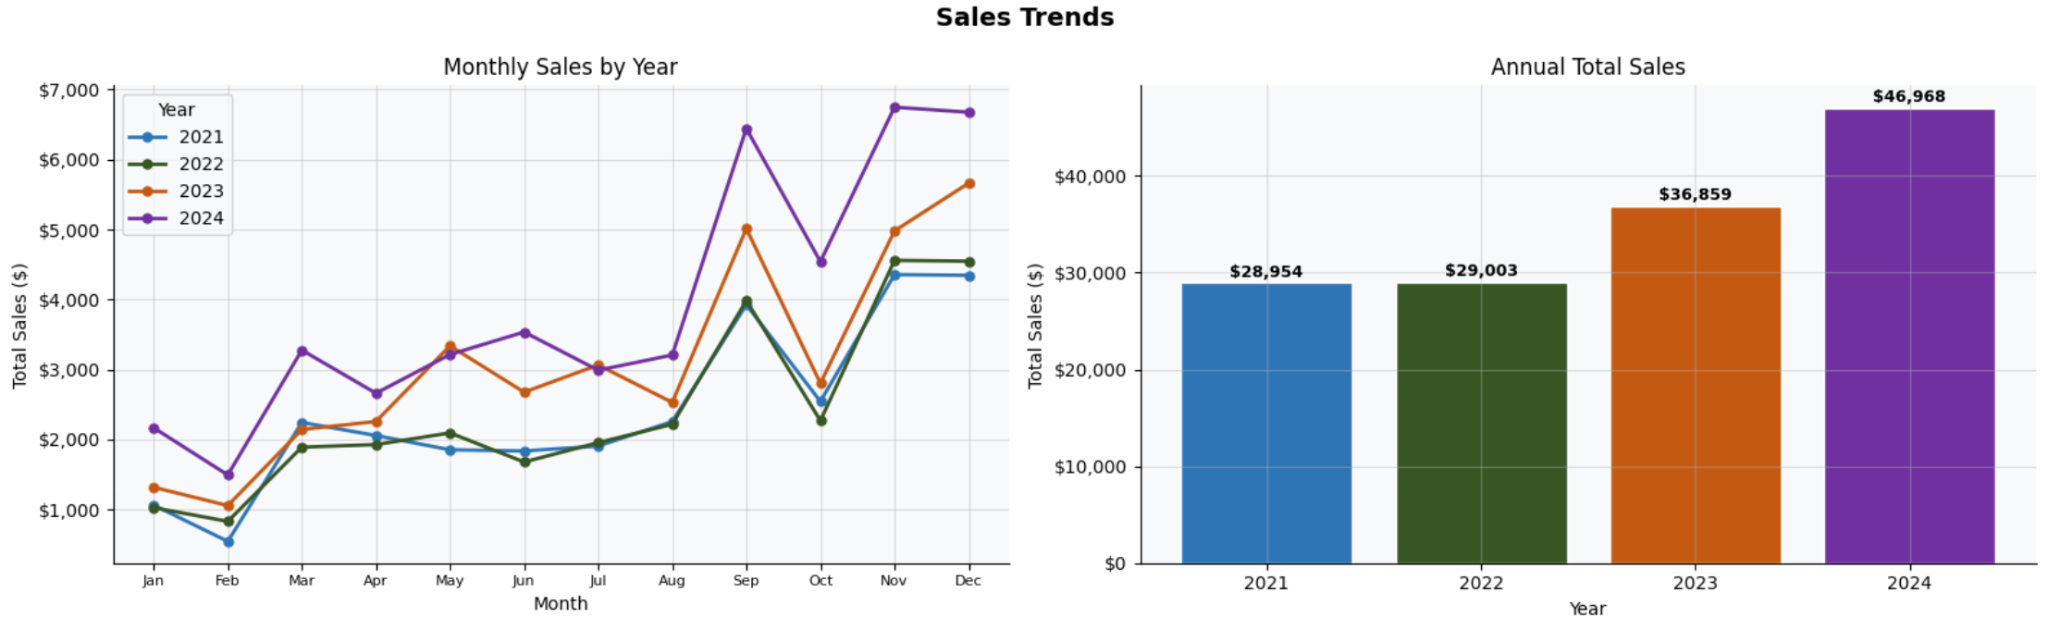 Sales Trends
Monthly Sales by Year
$7,000
$6,000
$5,000
$4,000
$3,000
$2,000
$1,000
Total Sales ($)
Year
2021
2022
2023
2024
Jan Feb Mar Apr May Jun Jul Aug Sep Oct Nov Dec
Month
Annual Total Sales
$40,000
$30,000
$20,000
$10,000
$0
Total Sales ($)
$28,954
$29,003
$36,859
$46,968
2021 2022 2023 2024
Year